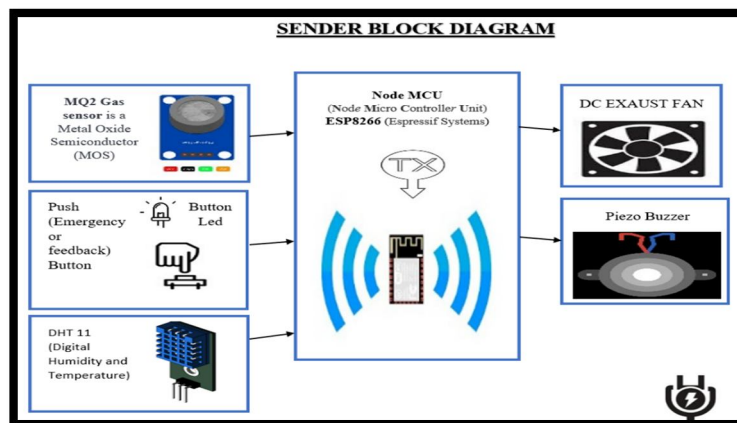 SENDER BLOCK DIAGRAM
MQ2 Gas
sensor is a
Metal Oxide
Semiconductor
(MOS)
Push
(Emergency
or
feedback)
Button
Button
Led
DHT 11
(Digital
Humidity and
Temperature)
Node MCU
(Node Micro Controller Unit)
ESP8266 (Espressif Systems)
TX
DC EXAUST FAN
Piezo Buzzer